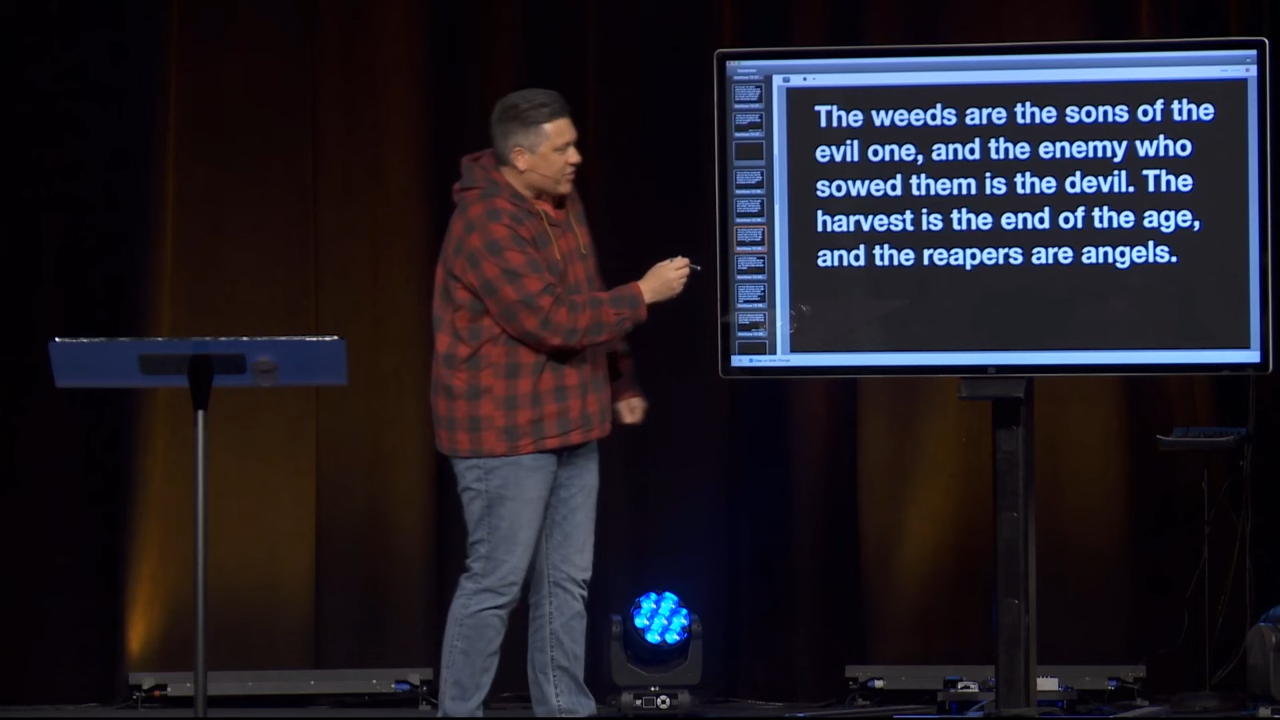 The weeds are the sons of the
evil one, and the enemy who
sowed them is the devil. The
harvest is the end of the age,
and the reapers are angels.